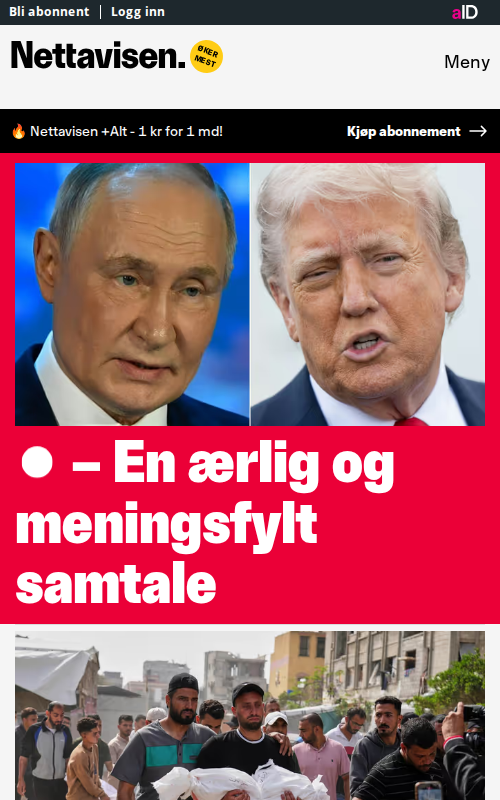 Bli abonnent | Logg inn
aID
Nettavisen.
ØKER
MEST
Meny
🔥 Nettavisen +Alt - 1 kr for 1 md!
Kjøp abonnement →
● – En ærlig og
meningsfylt
samtale